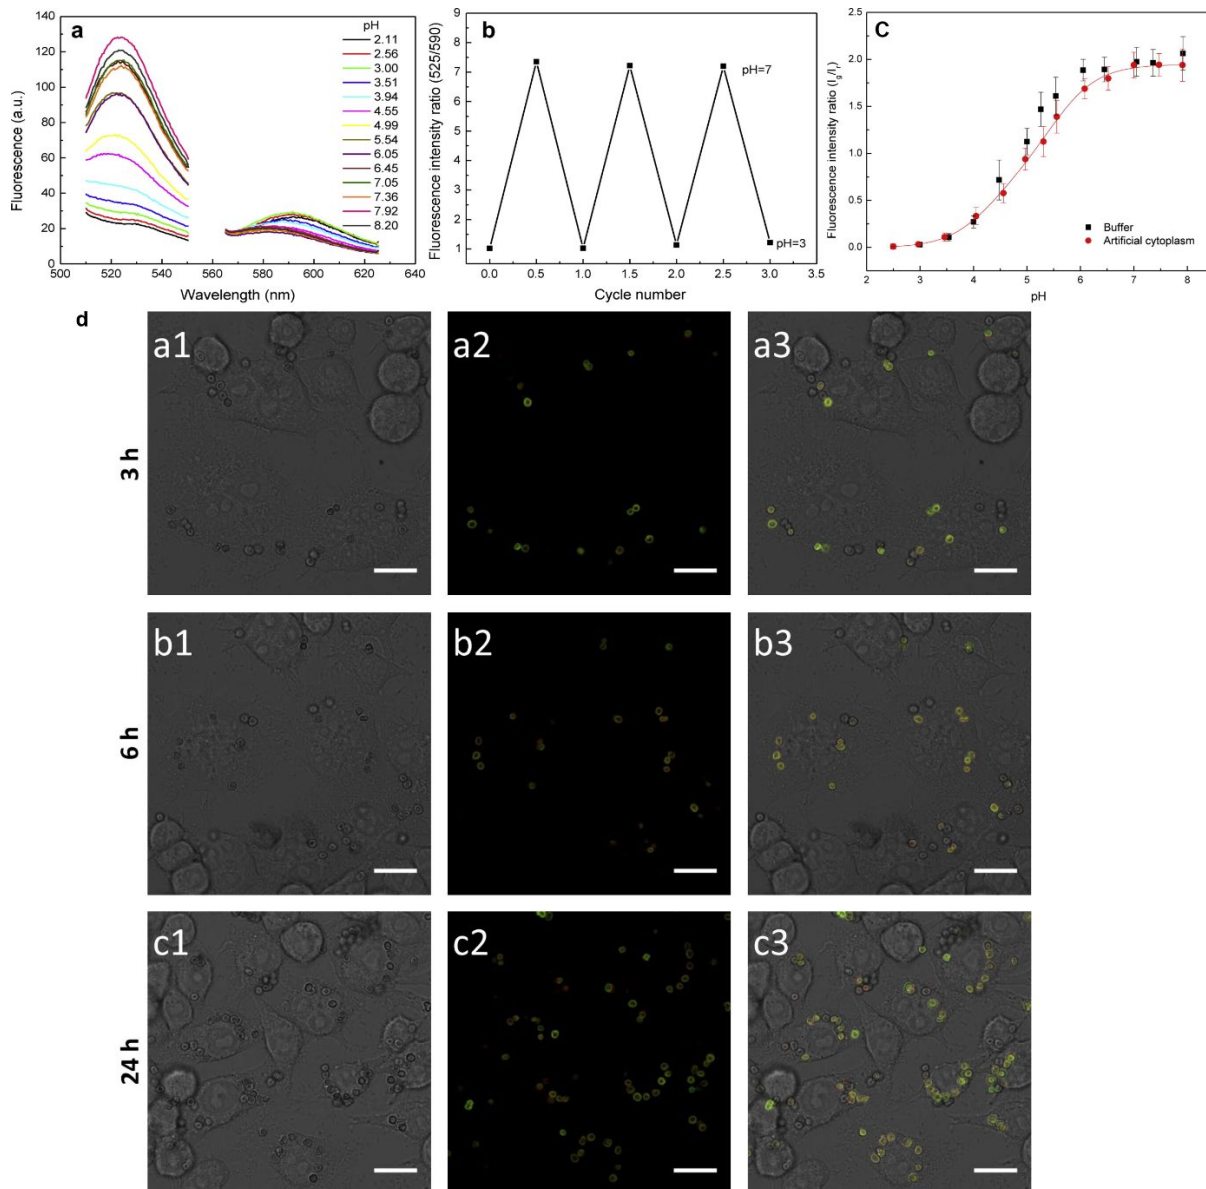 a
Fluorescence (a.u.)
140
120
100
80
60
40
20
0
500 520 540 560 580 600 620 640
Wavelength (nm)
pH
2.11
2.56
3.00
3.51
3.94
4.55
4.99
5.54
6.05
6.45
7.05
7.36
7.92
8.20
b
Fluorescence intensity ratio (525/590)
9
8
7
6
5
4
3
2
1
0.0 0.5 1.0 1.5 2.0 2.5 3.0 3.5
Cycle number
pH=7
pH=3
C
Fluorescence intensity ratio (Ig/Ir)
2.5
2.0
1.5
1.0
0.5
0.0
2 3 4 5 6 7 8
pH
Buffer
Artificial cytoplasm
d
3 h
a1 a2 a3
6 h
b1 b2 b3
24 h
c1 c2 c3